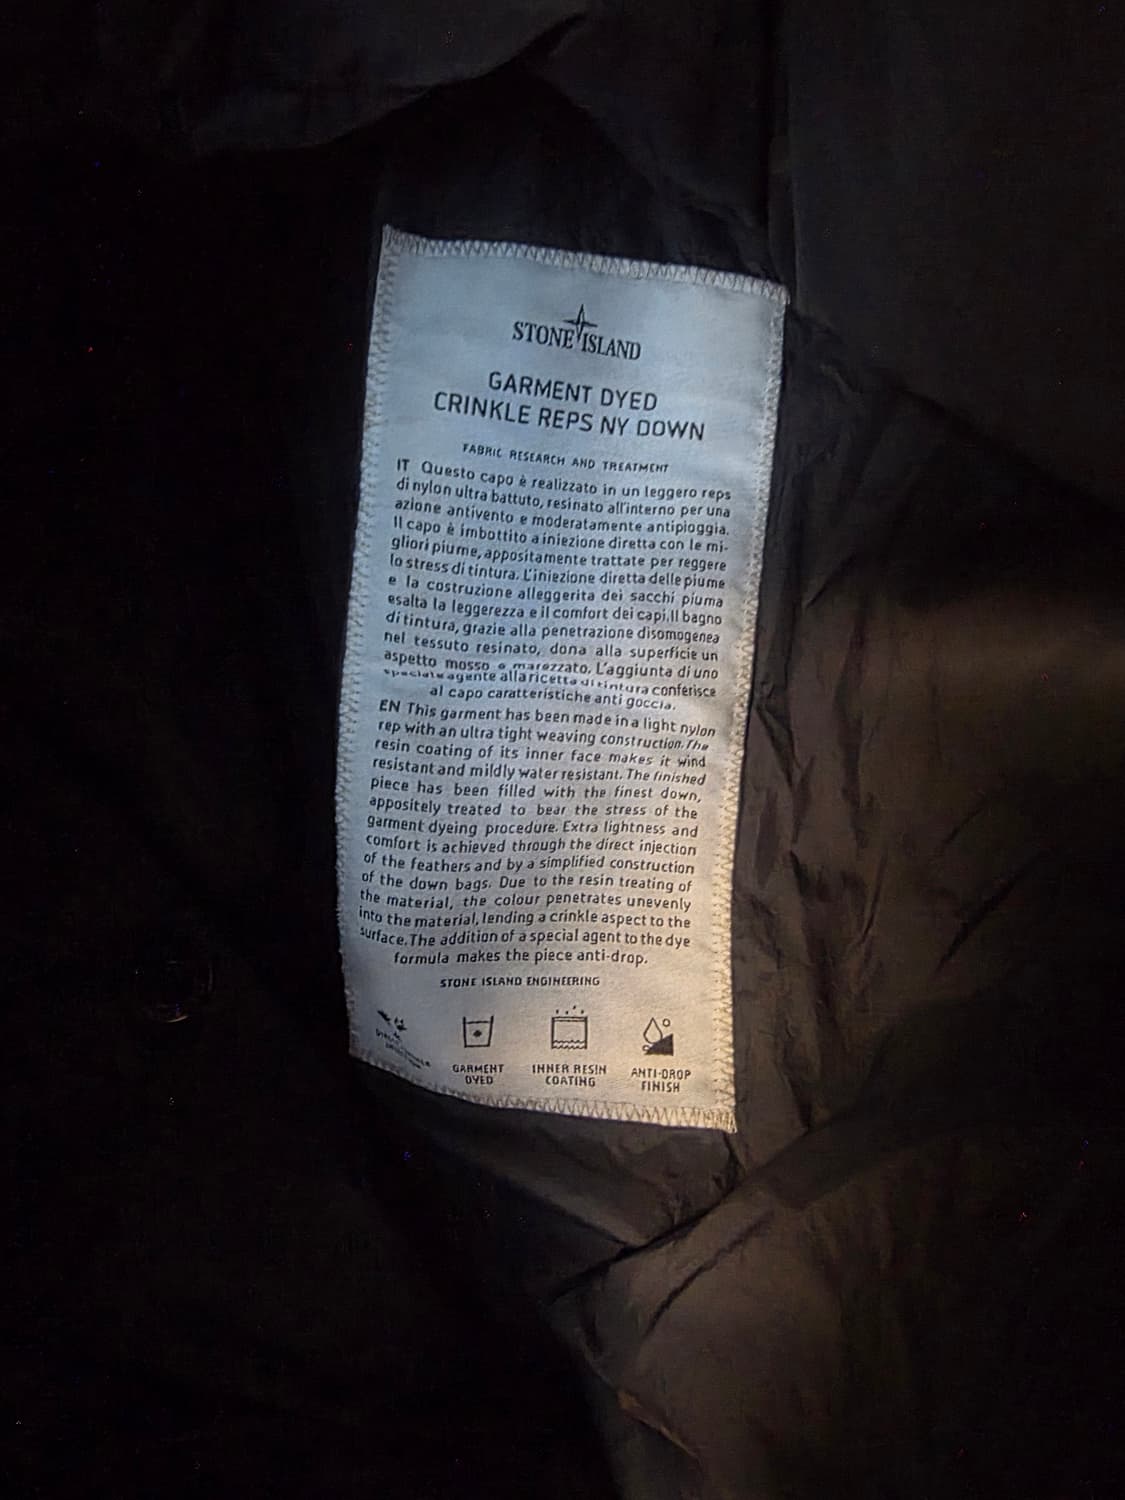 STONE ISLAND
GARMENT DYED
CRINKLE REPS NY DOWN
FABRIC RESEARCH AND TREATMENT
IT Questo capo è realizzato in un leggero reps
di nylon ultra battuto, resinato all'interno per una
azione antivento e moderatamente antipioggia.
Il capo è imbottito a iniezione diretta con le mi-
gliori piume, appositamente trattate per reggere
lo stress di tintura. L'iniezione diretta delle piume
e la costruzione alleggerita dei sacchi piuma
esalta la leggerezza e il comfort dei capi.Il bagno
di tintura, grazie alla penetrazione disomogenea
nel tessuto resinato, dona alla superficie un
aspetto mosso e marezzato. L'aggiunta di uno
speciale agente alla ricetta di tintura conferisce
al capo caratteristiche anti goccia.
EN This garment has been made in a light nylon
rep with an ultra tight weaving construction. The
resin coating of its inner face makes it wind
resistant and mildly water resistant. The finished
piece has been filled with the finest down,
appositely treated to bear the stress of the
garment dyeing procedure. Extra lightness and
comfort is achieved through the direct injection
of the feathers and by a simplified construction
of the down bags. Due to the resin treating of
the material, the colour penetrates unevenly
into the material, lending a crinkle aspect to the
surface. The addition of a special agent to the dye
formula makes the piece anti-drop.
STONE ISLAND ENGINEERING
GARMENT
DYED
INNER RESIN
COATING
ANTI-DROP
FINISH